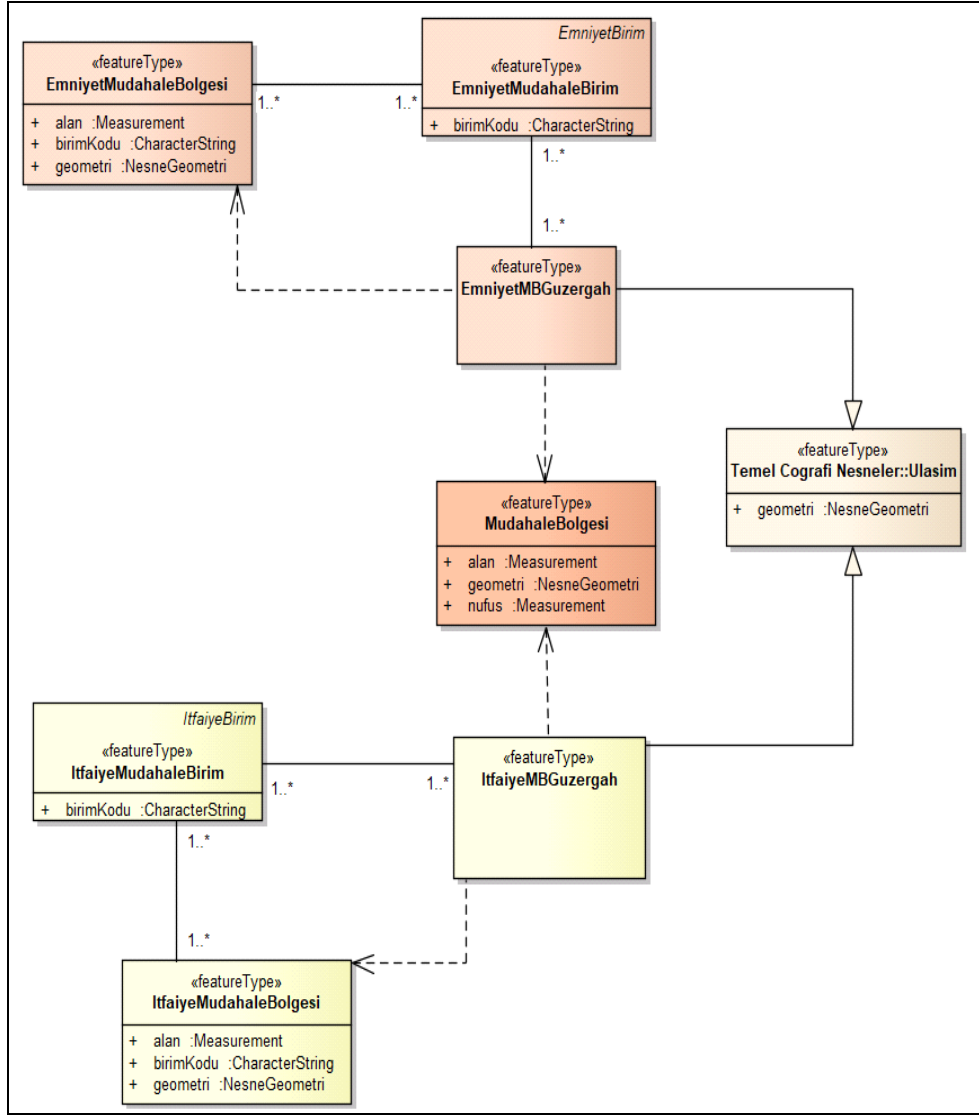 EmniyetBirim
«featureType»
EmniyetMudahaleBolgesi
+ alan :Measurement
+ birimKodu :CharacterString
+ geometri :NesneGeometri
1..*
1..*
«featureType»
EmniyetMudahaleBirim
+ birimKodu :CharacterString
1..*
1..*
«featureType»
EmniyetMBGuzergah
«featureType»
Temel Cografi Nesneler::Ulasim
+ geometri :NesneGeometri
«featureType»
MudahaleBolgesi
+ alan :Measurement
+ geometri :NesneGeometri
+ nufus :Measurement
ItfaiyeBirim
«featureType»
ItfaiyeMudahaleBirim
+ birimKodu :CharacterString
1..*
1..*
«featureType»
ItfaiyeMBGuzergah
1..*
1..*
«featureType»
ItfaiyeMudahaleBolgesi
+ alan :Measurement
+ birimKodu :CharacterString
+ geometri :NesneGeometri